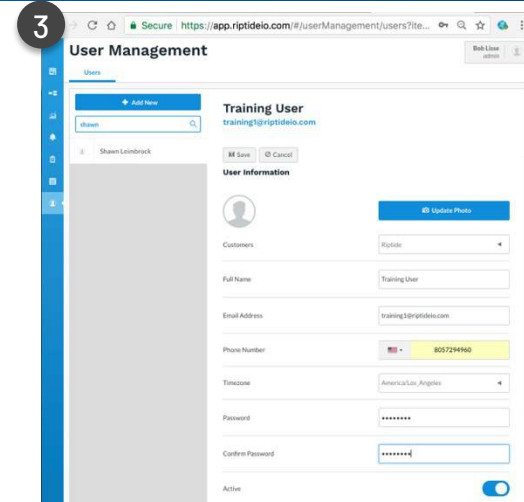 3
Secure https://app.riptideio.com/#/userManagement/users?ite...
User Management
Bob Lisse
admin
Users
+ Add New
shawn
Shawn Leimbrock
Training User
training1@riptideio.com
Save Cancel
User Information
Update Photo
Customers Riptide
Full Name Training User
Email Address training1@riptideio.com
Phone Number 8057294960
Timezone America/Los_Angeles
Password ••••••••
Confirm Password ••••••••
Active